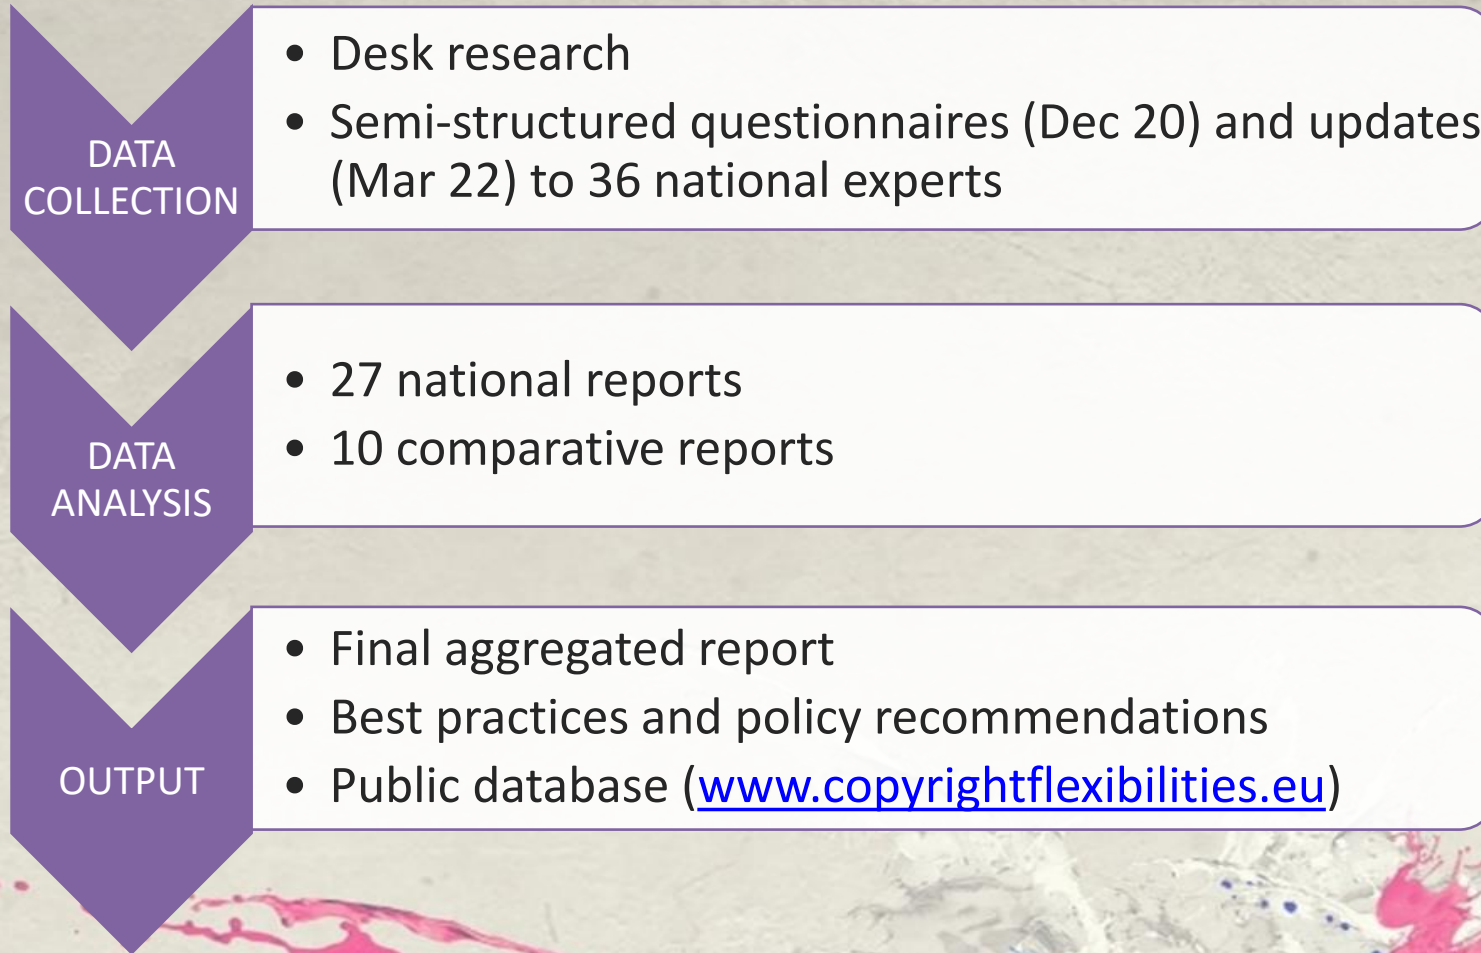 DATA
COLLECTION
• Desk research
• Semi-structured questionnaires (Dec 20) and updates
(Mar 22) to 36 national experts
DATA
ANALYSIS
• 27 national reports
• 10 comparative reports
OUTPUT
• Final aggregated report
• Best practices and policy recommendations
• Public database (www.copyrightflexibilities.eu)